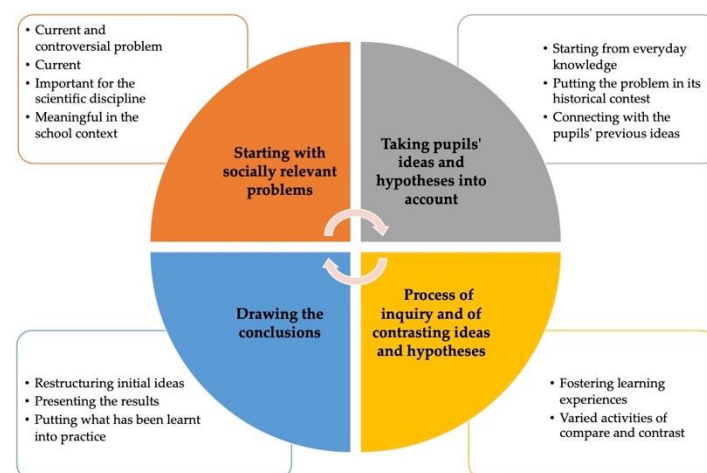 • Current and
controversial problem
• Current
• Important for the
scientific discipline
• Meaningful in the
school context
• Starting from everyday
knowledge
• Putting the problem in its
historical contest
• Connecting with the
pupils' previous ideas
Starting with
socially relevant
problems
Taking pupils'
ideas and
hypotheses into
account
Drawing the
conclusions
Process of
inquiry and of
contrasting ideas
and hypotheses
• Restructuring initial ideas
• Presenting the results
• Putting what has been learnt
into practice
• Fostering learning
experiences
• Varied activities of
compare and contrast